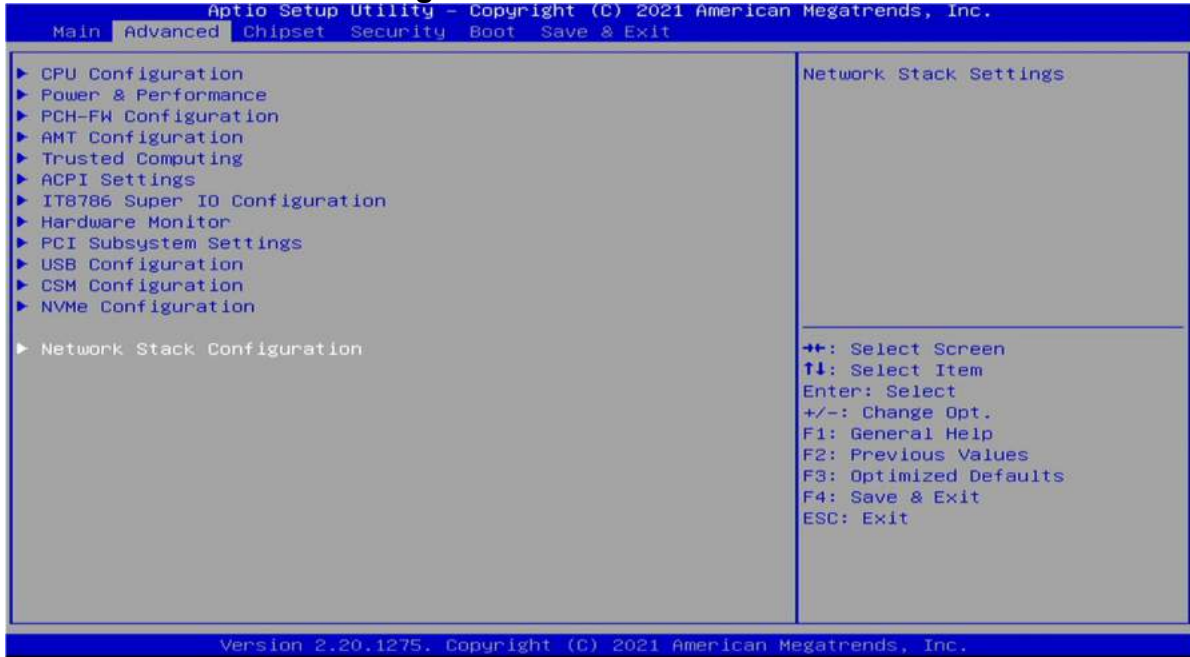 Aptio Setup Utility – Copyright (C) 2021 American Megatrends, Inc.
Main Advanced Chipset Security Boot Save & Exit
► CPU Configuration
► Power & Performance
► PCH-FW Configuration
► AMT Configuration
► Trusted Computing
► ACPI Settings
► IT8786 Super IO Configuration
► Hardware Monitor
► PCI Subsystem Settings
► USB Configuration
► CSM Configuration
► NVMe Configuration
► Network Stack Configuration
Network Stack Settings
→←: Select Screen
↑↓: Select Item
Enter: Select
+/-: Change Opt.
F1: General Help
F2: Previous Values
F3: Optimized Defaults
F4: Save & Exit
ESC: Exit
Version 2.20.1275. Copyright (C) 2021 American Megatrends, Inc.